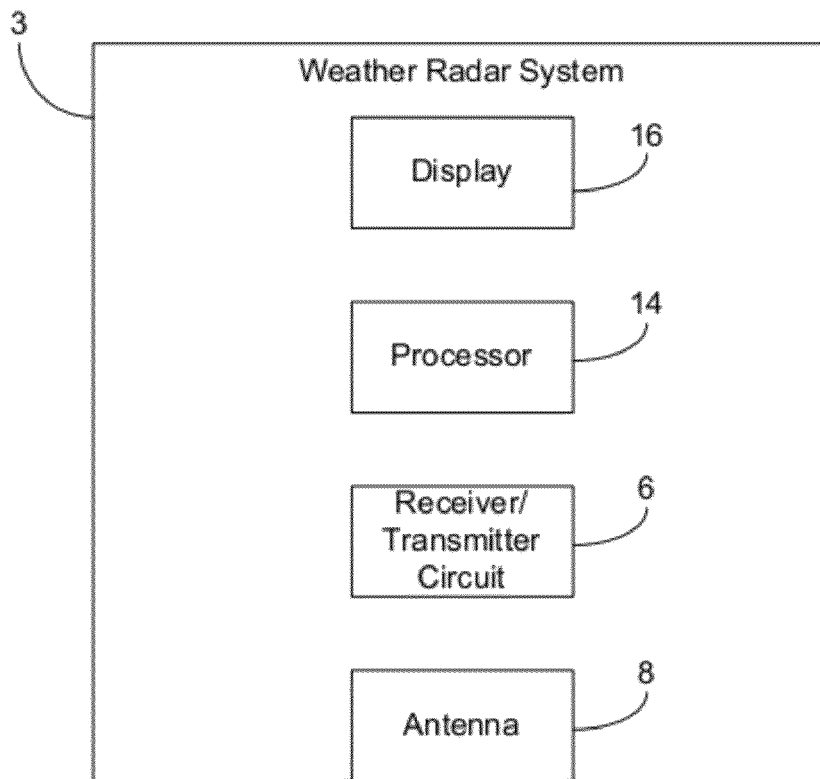 3
Weather Radar System
16
Display
14
Processor
6
Receiver/
Transmitter
Circuit
8
Antenna